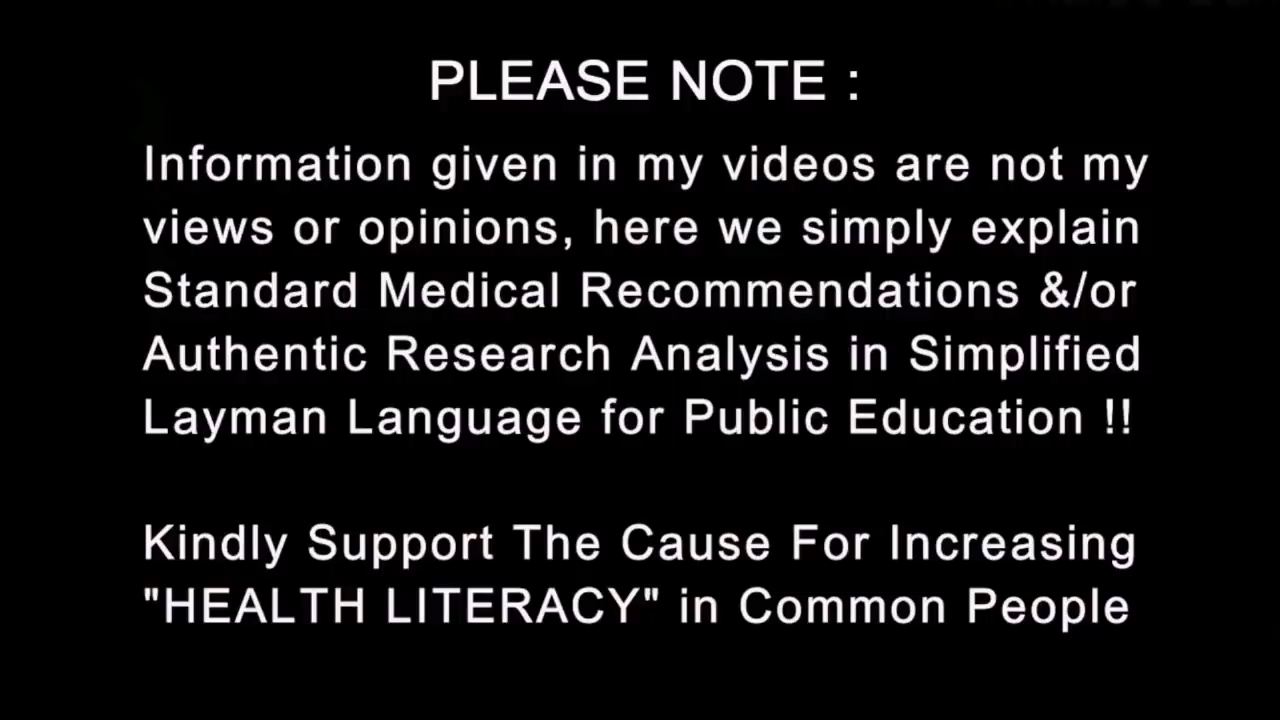 PLEASE NOTE :
Information given in my videos are not my
views or opinions, here we simply explain
Standard Medical Recommendations &/or
Authentic Research Analysis in Simplified
Layman Language for Public Education !!
Kindly Support The Cause For Increasing
"HEALTH LITERACY" in Common People